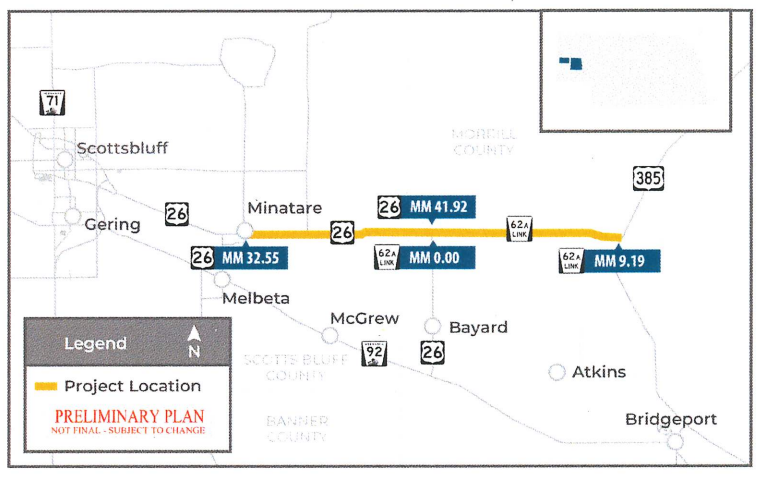 MORRILL
COUNTY
71
Scottsbluff
385
Minatare
26
MM 41.92
Gering
26
26
62A
LINK
26
MM 32.55
62A
LINK
MM 0.00
62A
LINK
MM 9.19
Melbeta
McGrew
Bayard
Legend
N
92
26
SCOTTS BLUFF
COUNTY
Atkins
Project Location
PRELIMINARY PLAN
NOT FINAL - SUBJECT TO CHANGE
BANNER
COUNTY
Bridgeport